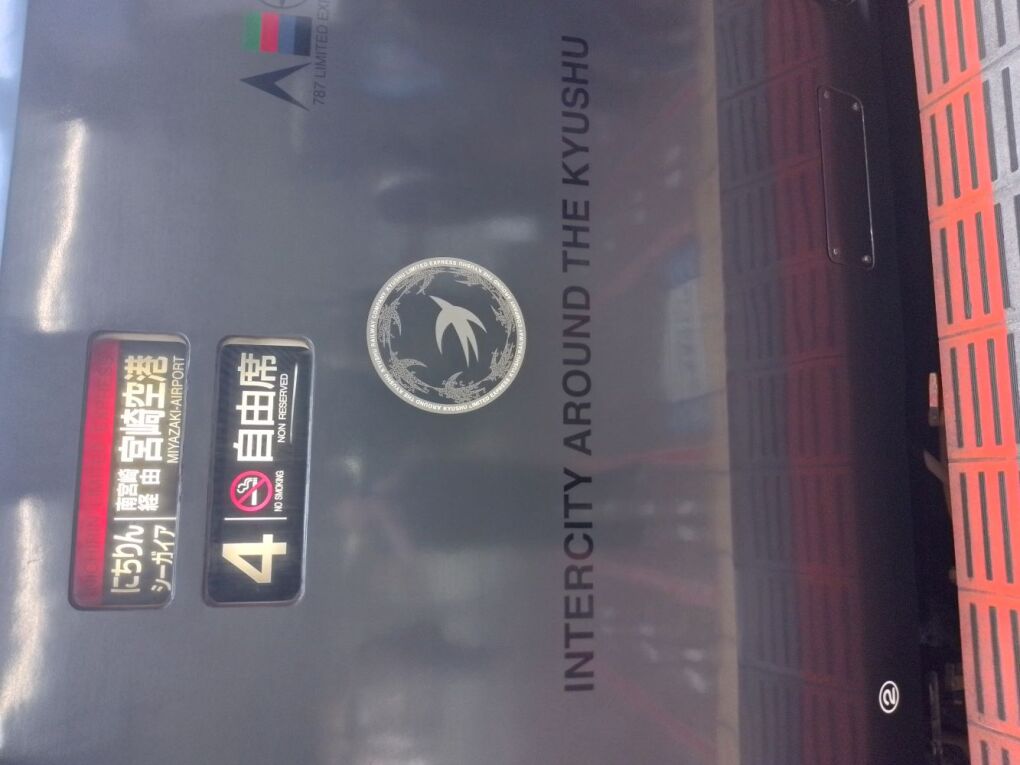 787 LIMITED EX
INTERCITY AROUND THE KYUSHU
にちりん
シーガイア
南宮崎
経由
宮崎空港
MIYAZAKI-AIRPORT
4
NO SMOKING
自由席
NON RESERVED
②